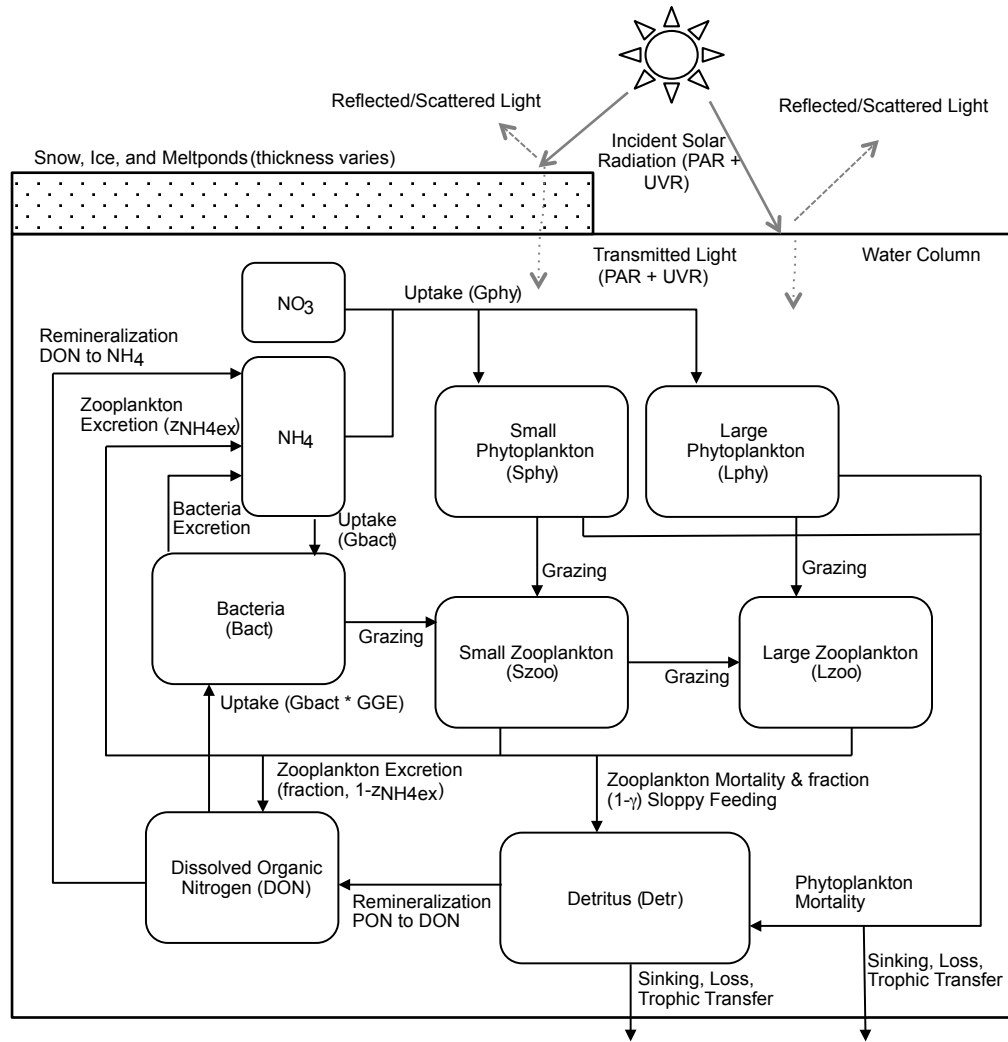 Reflected/Scattered Light
Reflected/Scattered Light
Incident Solar
Radiation (PAR +
UVR)
Snow, Ice, and Meltponds (thickness varies)
Transmitted Light
(PAR + UVR)
Water Column
NO3
Uptake (Gphy)
Remineralization
DON to NH4
Zooplankton
Excretion (zNH4ex)
NH4
Small
Phytoplankton
(Sphy)
Large
Phytoplankton
(Lphy)
Bacteria
Excretion
Uptake
(Gbact)
Grazing
Grazing
Bacteria
(Bact)
Grazing
Small Zooplankton
(Szoo)
Grazing
Large Zooplankton
(Lzoo)
Uptake (Gbact * GGE)
Zooplankton Excretion
(fraction, 1-zNH4ex)
Zooplankton Mortality & fraction
(1-γ) Sloppy Feeding
Dissolved Organic
Nitrogen (DON)
Remineralization
PON to DON
Detritus (Detr)
Phytoplankton
Mortality
Sinking, Loss,
Trophic Transfer
Sinking, Loss,
Trophic Transfer